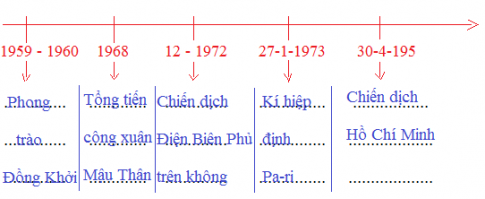 1959 - 1960
1968
12 - 1972
27-1-1973
30-4-195
Phong
trào
Đồng Khởi
Tổng tiến
công xuân
Mậu Thân
Chiến dịch
Điện Biên Phủ
trên không
Kí hiệp
định
Pa-ri
Chiến dịch
Hồ Chí Minh